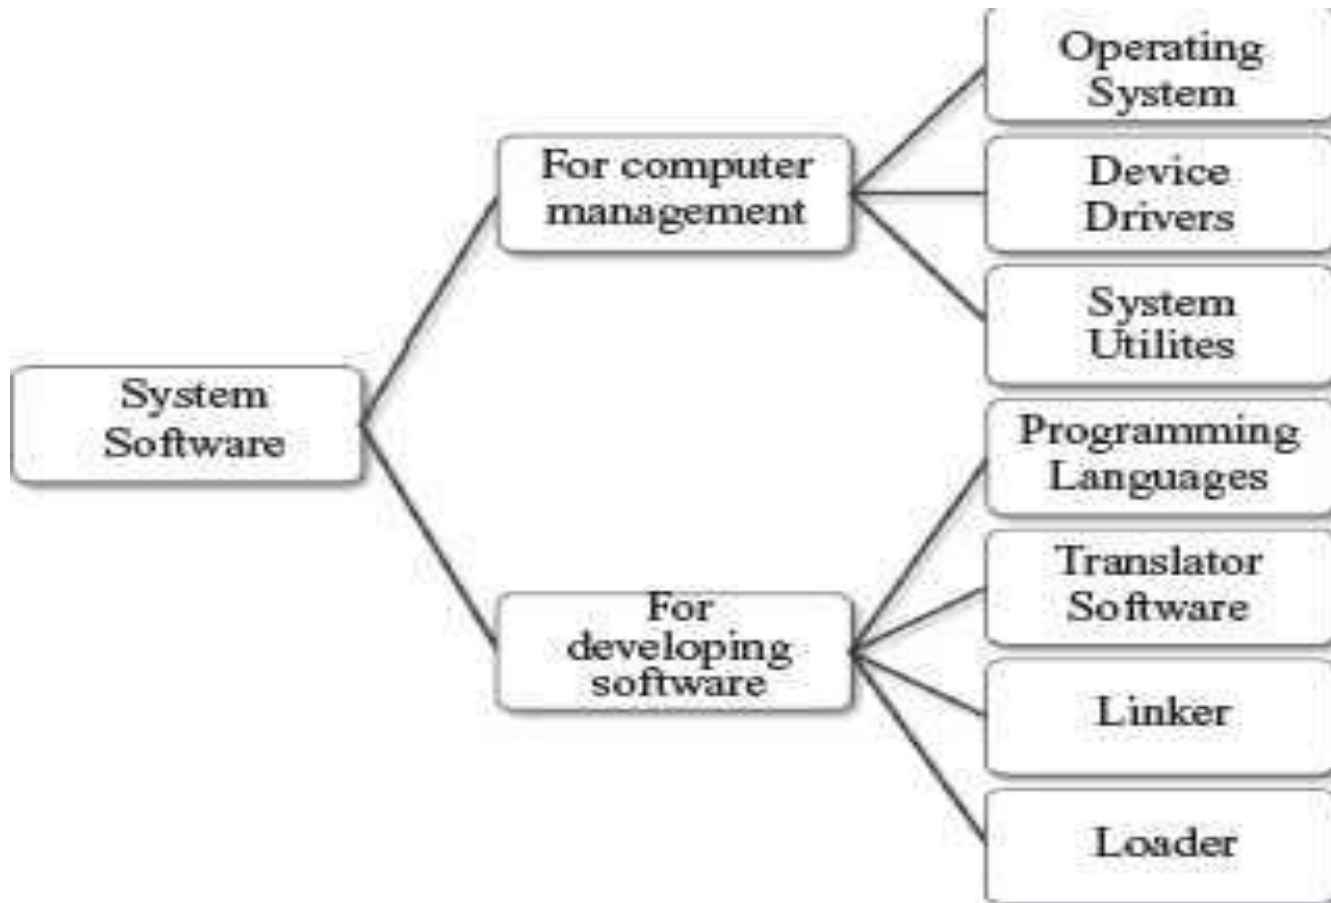 System
Software
For computer
management
For
developing
software
Operating
System
Device
Drivers
System
Utilites
Programming
Languages
Translator
Software
Linker
Loader